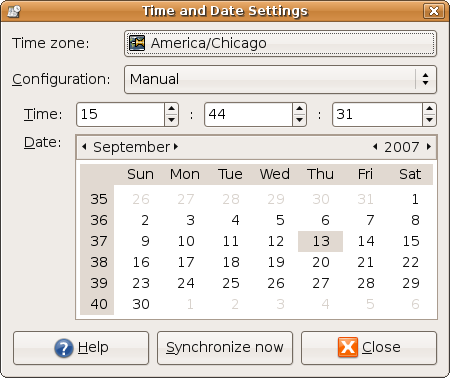 Time and Date Settings
Time zone: America/Chicago
Configuration: Manual
Time: 15 : 44 : 31
Date: September 2007
Sun Mon Tue Wed Thu Fri Sat
35 26 27 28 29 30 31 1
36 2 3 4 5 6 7 8
37 9 10 11 12 13 14 15
38 16 17 18 19 20 21 22
39 23 24 25 26 27 28 29
40 30 1 2 3 4 5 6
Help Synchronize now Close